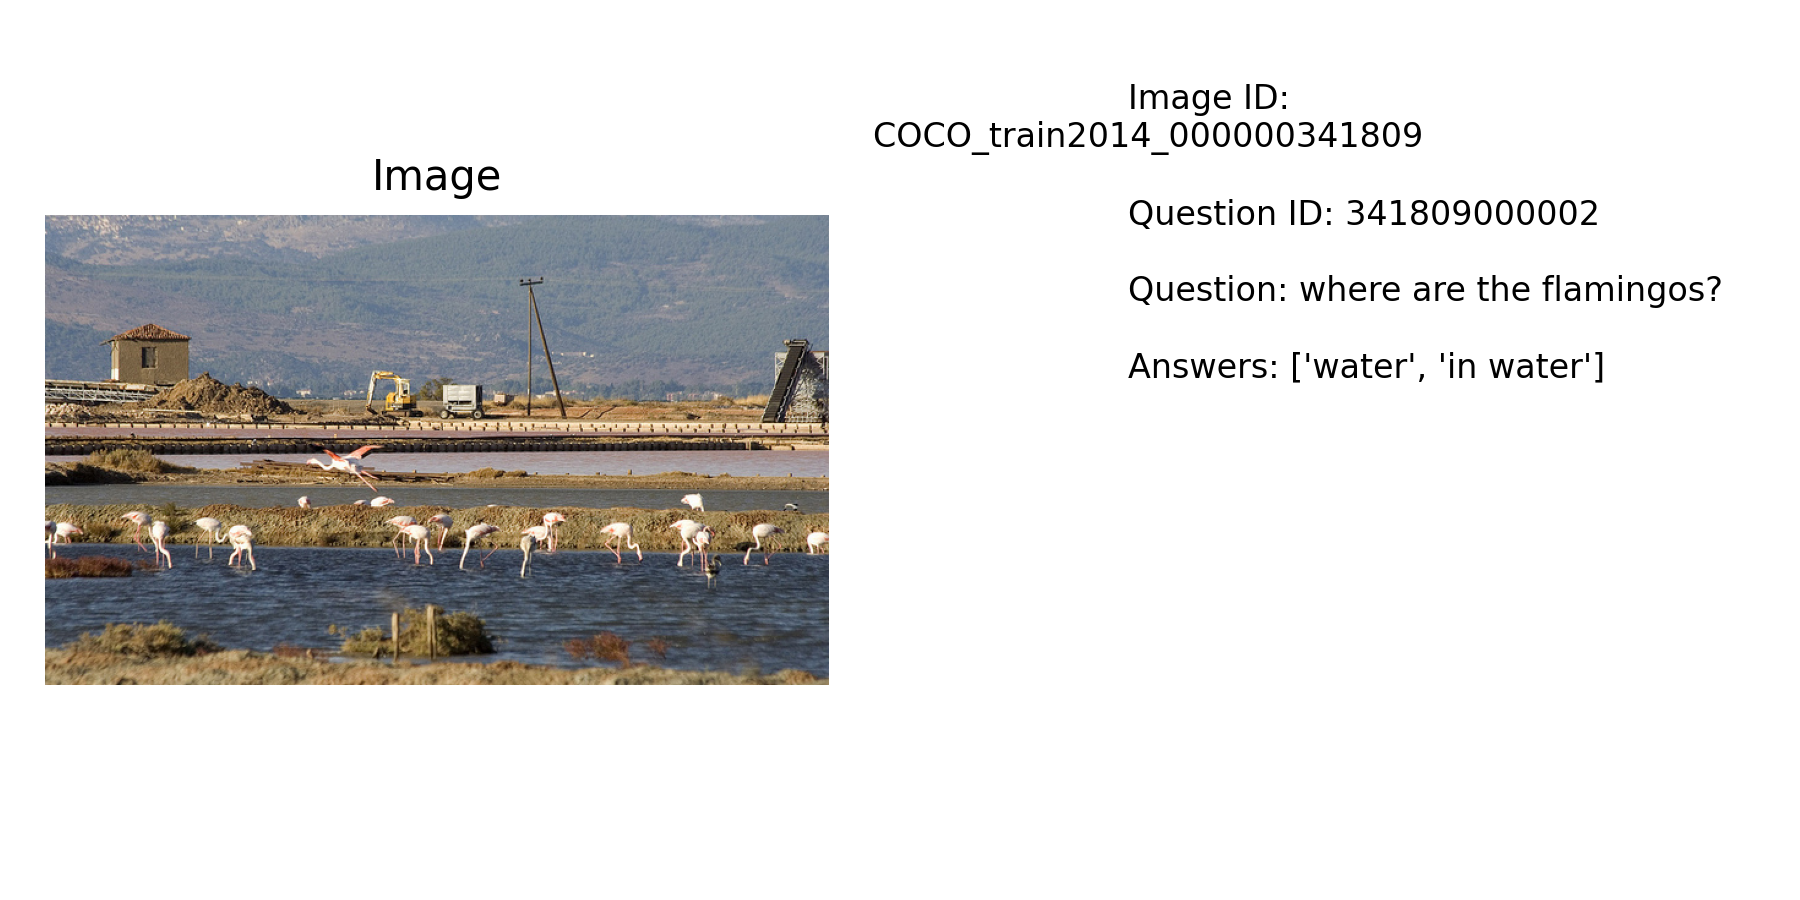 Image
Image ID:
COCO_train2014_000000341809
Question ID: 341809000002
Question: where are the flamingos?
Answers: ['water', 'in water']